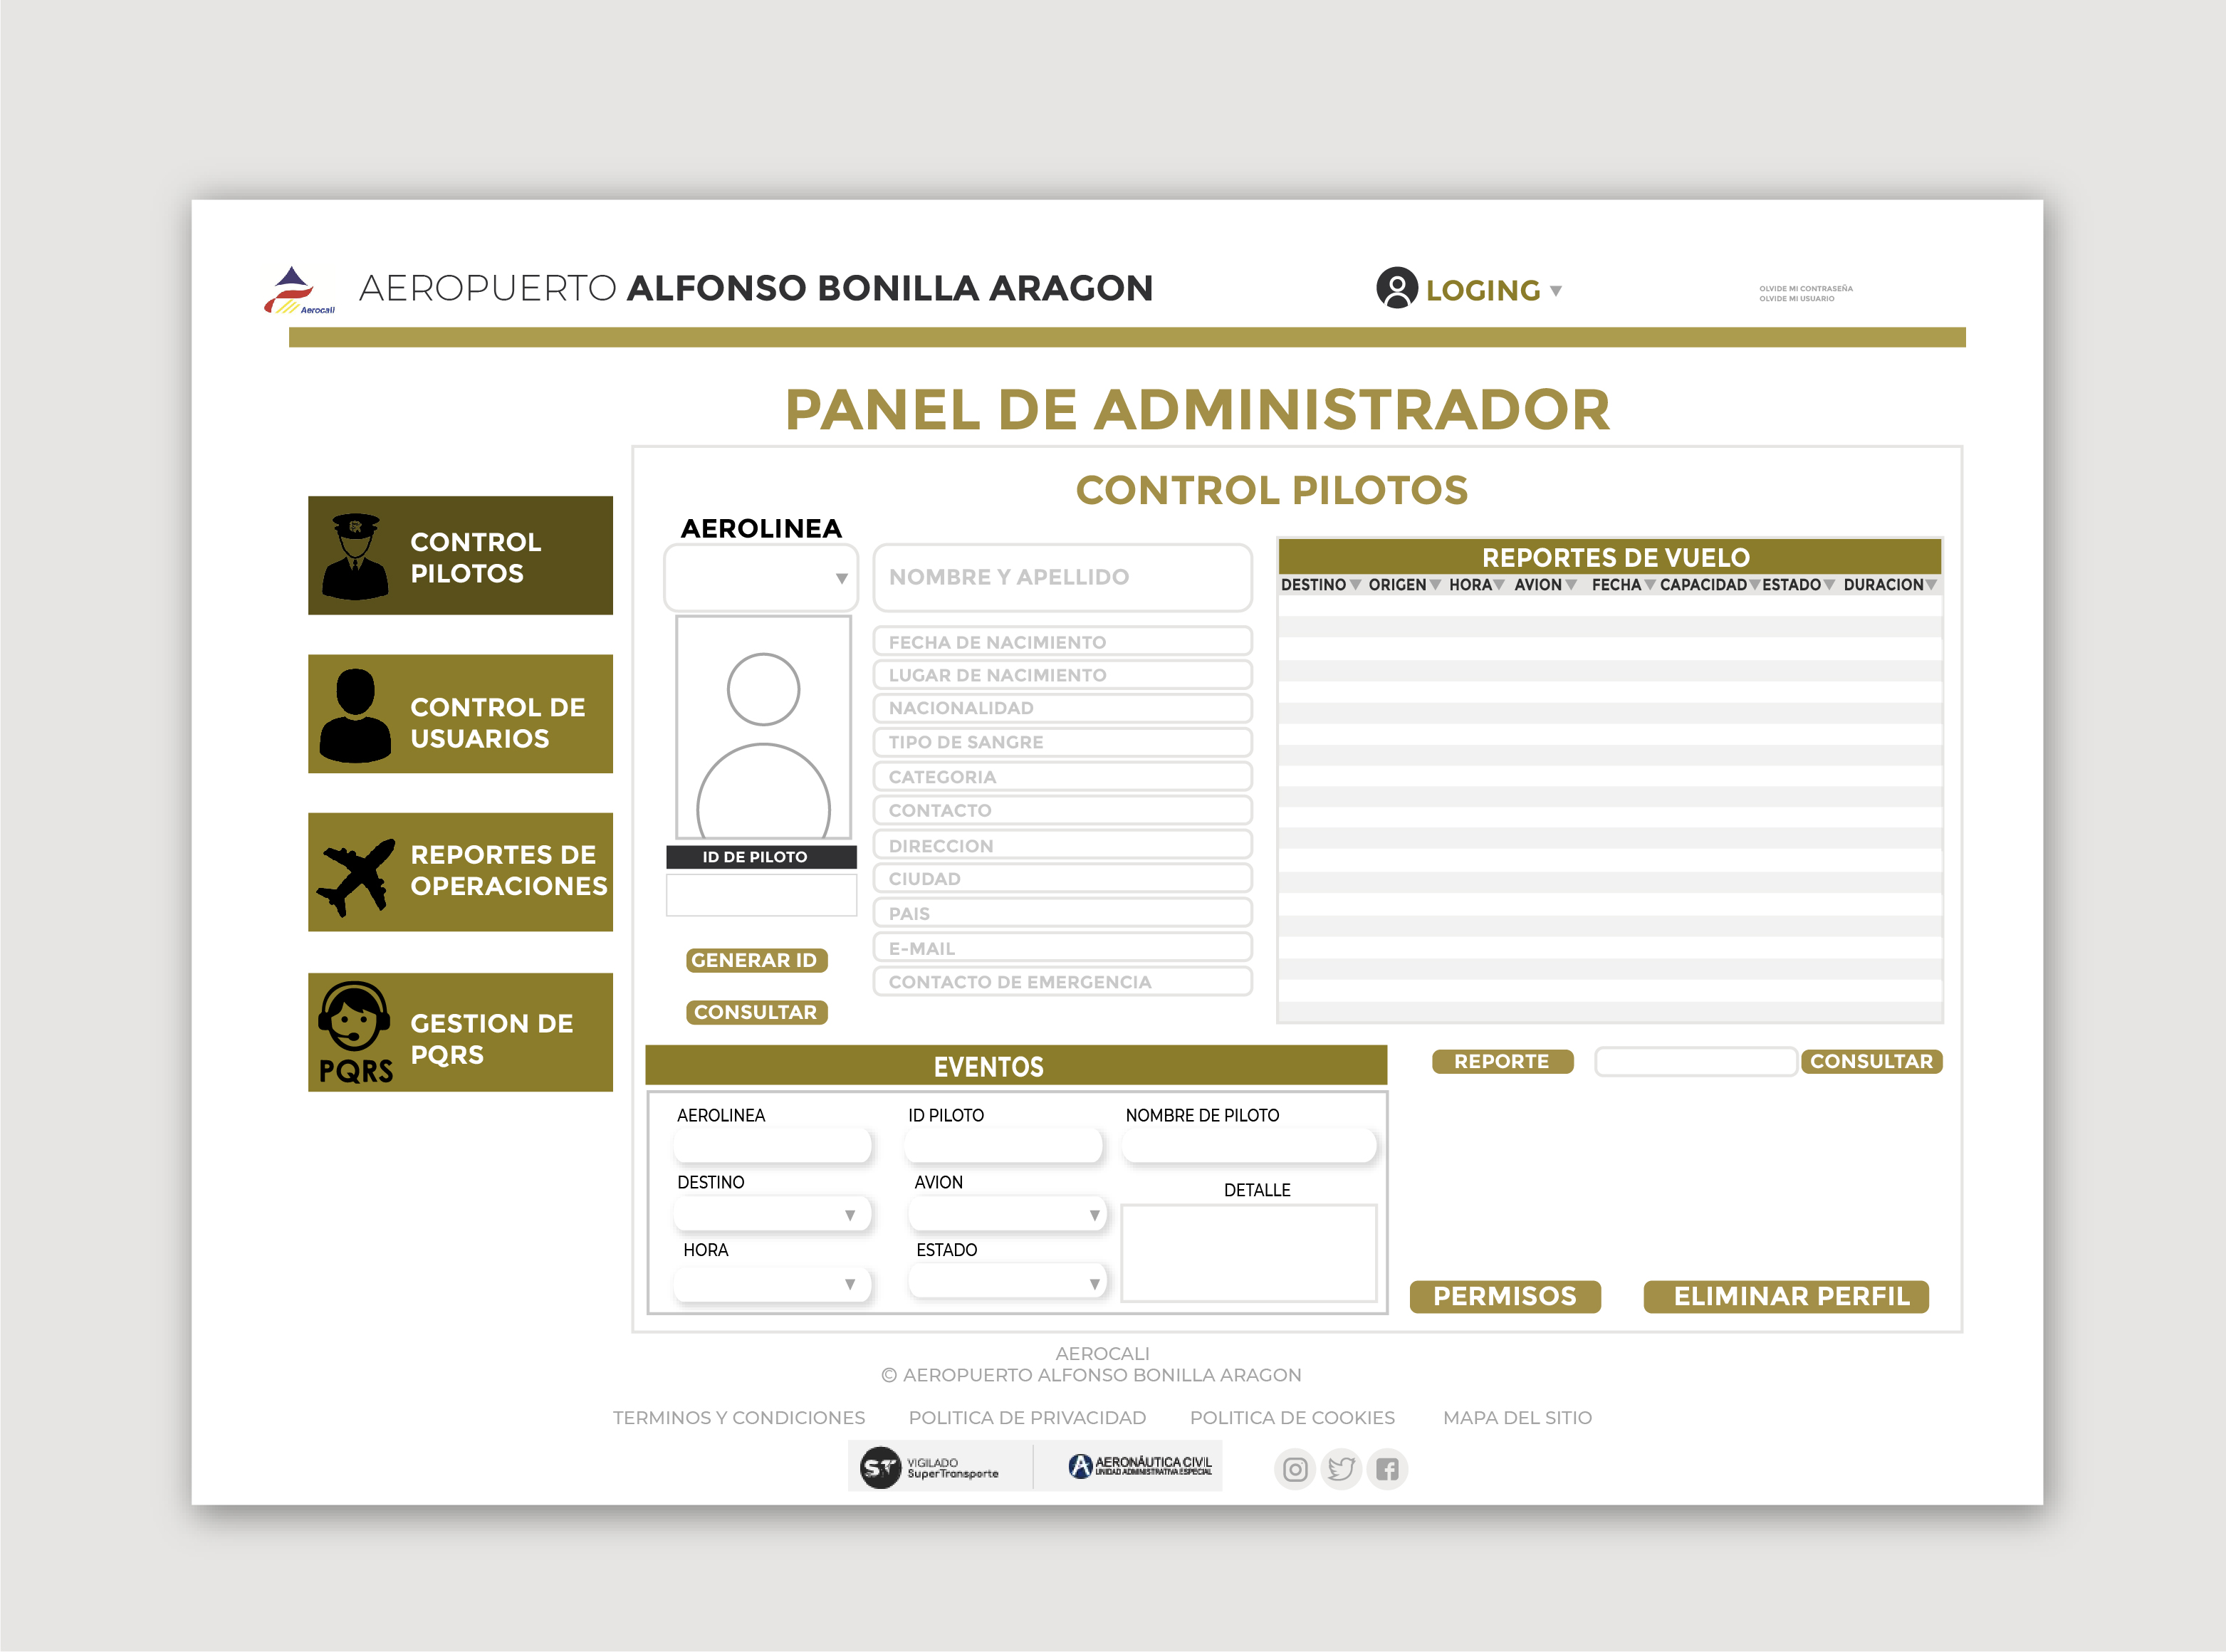 Aerocali
AEROPUERTO ALFONSO BONILLA ARAGON
LOGING
OLVIDE MI CONTRASEÑA
OLVIDE MI USUARIO
PANEL DE ADMINISTRADOR
CONTROL
PILOTOS
CONTROL DE
USUARIOS
REPORTES DE
OPERACIONES
PQRS
GESTION DE
PQRS
CONTROL PILOTOS
AEROLINEA
NOMBRE Y APELLIDO
FECHA DE NACIMIENTO
LUGAR DE NACIMIENTO
NACIONALIDAD
TIPO DE SANGRE
CATEGORIA
CONTACTO
DIRECCION
CIUDAD
PAIS
E-MAIL
CONTACTO DE EMERGENCIA
ID DE PILOTO
GENERAR ID
CONSULTAR
REPORTES DE VUELO
DESTINO ORIGEN HORA AVION FECHA CAPACIDAD ESTADO DURACION
REPORTE
CONSULTAR
EVENTOS
AEROLINEA
ID PILOTO
NOMBRE DE PILOTO
DESTINO
AVION
DETALLE
HORA
ESTADO
PERMISOS
ELIMINAR PERFIL
AEROCALI
© AEROPUERTO ALFONSO BONILLA ARAGON
TERMINOS Y CONDICIONES POLITICA DE PRIVACIDAD POLITICA DE COOKIES MAPA DEL SITIO
ST
VIGILADO
SuperTransporte
AERONÁUTICA CIVIL
UNIDAD ADMINISTRATIVA ESPECIAL